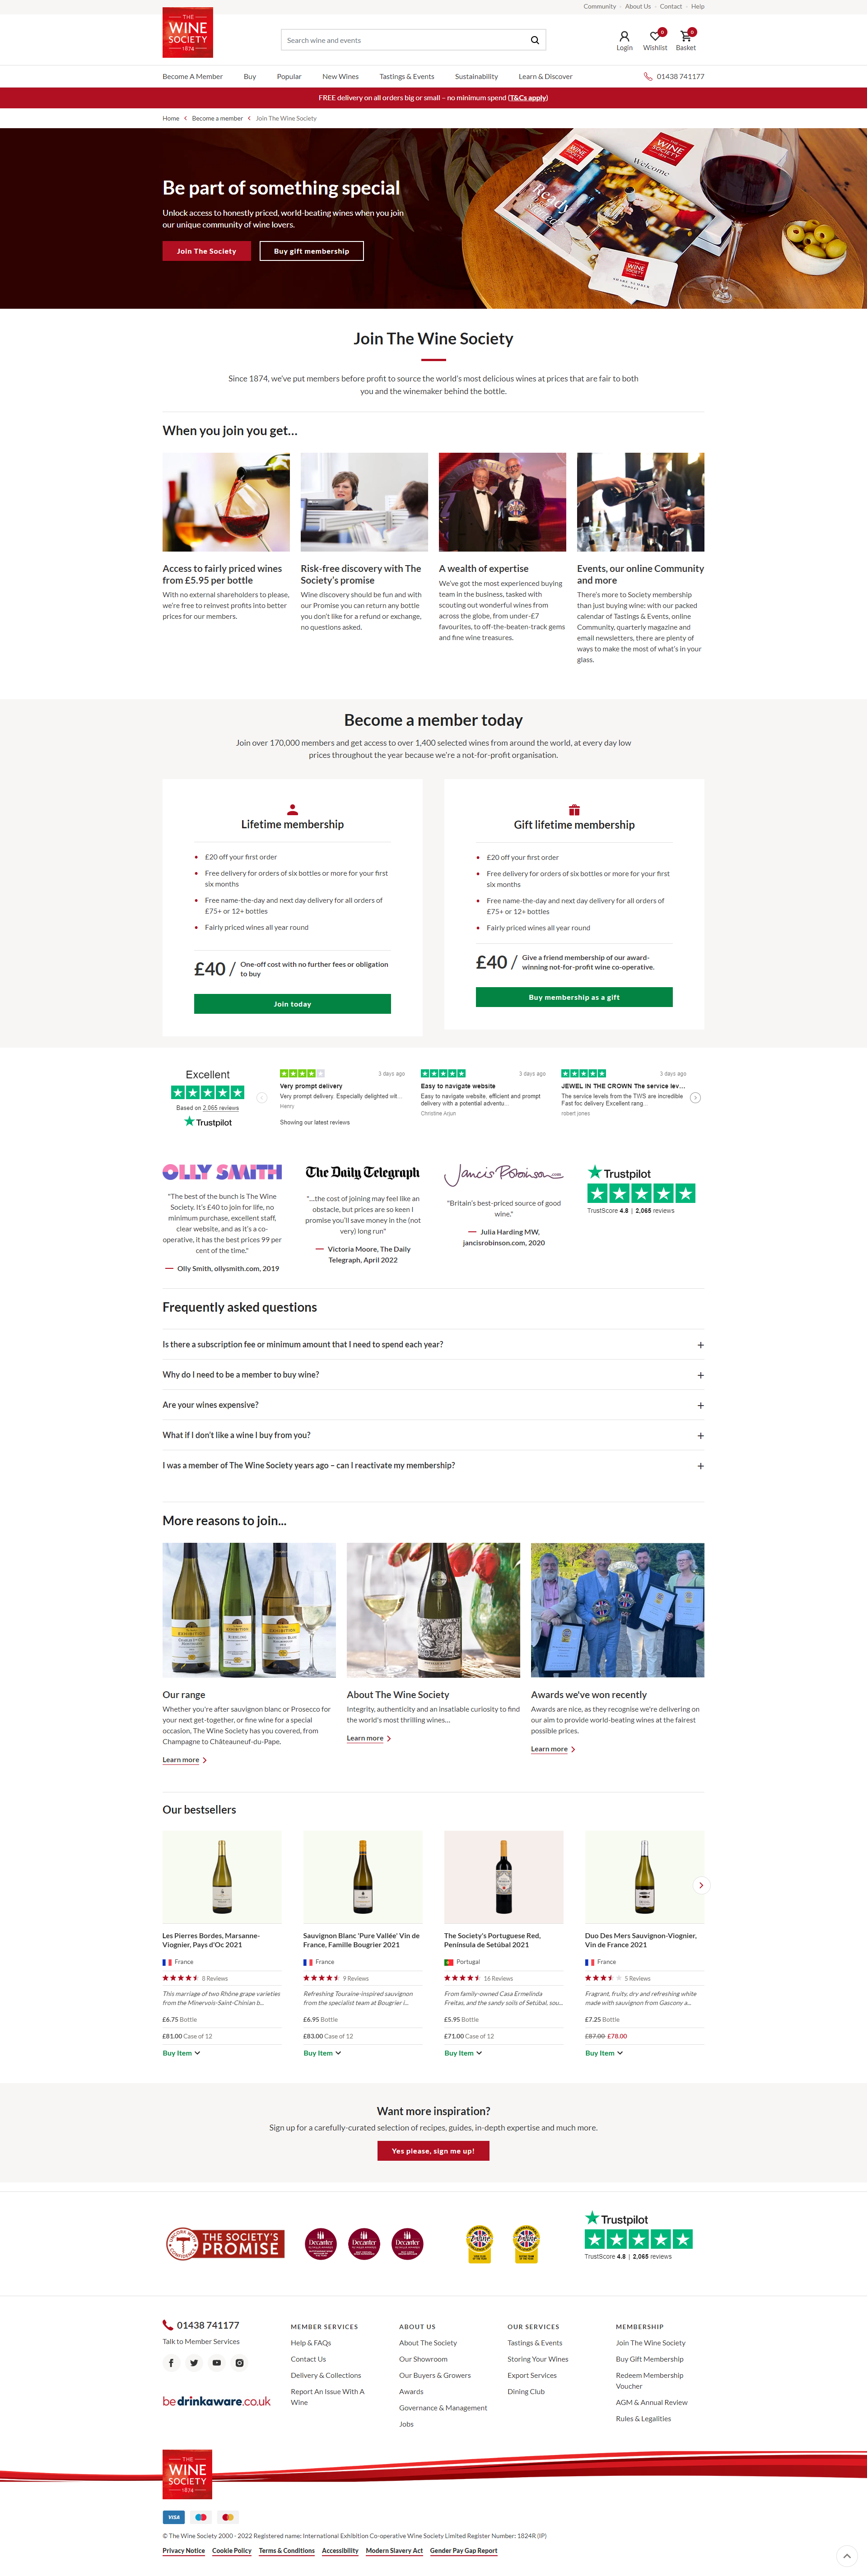 Community · About Us · Contact · Help
THE WINE SOCIETY 1874
Search wine and events
Login
Wishlist 0
Basket 0
Become A Member Buy Popular New Wines Tastings & Events Sustainability Learn & Discover 01438 741177
FREE delivery on all orders big or small – no minimum spend (T&Cs apply)
Home Become a member Join The Wine Society
Be part of something special
Unlock access to honestly priced, world-beating wines when you join
our unique community of wine lovers.
Join The Society
Buy gift membership
Join The Wine Society
Since 1874, we've put members before profit to source the world's most delicious wines at prices that are fair to both
you and the winemaker behind the bottle.
When you join you get…
Access to fairly priced wines
from £5.95 per bottle
With no external shareholders to please,
we're free to reinvest profits into better
prices for our members.
Risk-free discovery with The
Society's promise
Wine discovery should be fun and with
our Promise you can return any bottle
you don't like for a refund or exchange,
no questions asked.
A wealth of expertise
We've got the most experienced buying
team in the business, tasked with
scouting out wonderful wines from
across the globe, from under-£7
favourites, to off-the-beaten-track gems
and fine wine treasures.
Events, our online Community
and more
There's more to Society membership
than just buying wine: with our packed
calendar of Tastings & Events, online
Community, quarterly magazine and
email newsletters, there are plenty of
ways to make the most of what's in your
glass.
Become a member today
Join over 170,000 members and get access to over 1,400 selected wines from around the world, at every day low
prices throughout the year because we're a not-for-profit organisation.
Lifetime membership
£20 off your first order
Free delivery for orders of six bottles or more for your first
six months
Free name-the-day and next day delivery for all orders of
£75+ or 12+ bottles
Fairly priced wines all year round
£40 / One-off cost with no further fees or obligation
to buy
Join today
Gift lifetime membership
£20 off your first order
Free delivery for orders of six bottles or more for your first
six months
Free name-the-day and next day delivery for all orders of
£75+ or 12+ bottles
Fairly priced wines all year round
£40 / Give a friend membership of our award-
winning not-for-profit wine co-operative.
Buy membership as a gift
Excellent
Based on 2,065 reviews
Trustpilot
3 days ago
Very prompt delivery
Very prompt delivery. Especially delighted wit…
Henry
Showing our latest reviews
3 days ago
Easy to navigate website
Easy to navigate website, efficient and prompt
delivery with a potential adventu…
Christine Arjun
3 days ago
JEWEL IN THE CROWN The service lev…
The service levels from the TWS are incredible
Fast foc delivery Excellent rang…
robert jones
OLLY SMITH
"The best of the bunch is The Wine
Society. It's £40 to join for life, no
minimum purchase, excellent staff,
clear website, and as it's a co-
operative, it has the best prices 99 per
cent of the time."
Olly Smith, ollysmith.com, 2019
The Daily Telegraph
"…the cost of joining may feel like an
obstacle, but prices are so keen I
promise you'll save money in the (not
very) long run"
Victoria Moore, The Daily
Telegraph, April 2022
JancisRobinson.com
"Britain's best-priced source of good
wine."
Julia Harding MW,
jancisrobinson.com, 2020
Trustpilot
TrustScore 4.8 | 2,065 reviews
Frequently asked questions
Is there a subscription fee or minimum amount that I need to spend each year? +
Why do I need to be a member to buy wine? +
Are your wines expensive? +
What if I don't like a wine I buy from you? +
I was a member of The Wine Society years ago – can I reactivate my membership? +
More reasons to join…
Our range
Whether you're after sauvignon blanc or Prosecco for
your next get-together, or fine wine for a special
occasion, The Wine Society has you covered, from
Champagne to Châteauneuf-du-Pape.
Learn more
About The Wine Society
Integrity, authenticity and an insatiable curiosity to find
the world's most thrilling wines…
Learn more
Awards we've won recently
Awards are nice, as they recognise we're delivering on
our aim to provide world-beating wines at the fairest
possible prices.
Learn more
Our bestsellers
Les Pierres Bordes, Marsanne-
Viognier, Pays d'Oc 2021
France
8 Reviews
This marriage of two Rhône grape varieties
from the Minervois-Saint-Chinian b…
£6.75 Bottle
£81.00 Case of 12
Buy Item
Sauvignon Blanc 'Pure Vallée' Vin de
France, Famille Bougrier 2021
France
9 Reviews
Refreshing Touraine-inspired sauvignon
from the specialist team at Bougrier i…
£6.95 Bottle
£83.00 Case of 12
Buy Item
The Society's Portuguese Red,
Península de Setúbal 2021
Portugal
16 Reviews
From family-owned Casa Ermelinda
Freitas, and the sandy soils of Setúbal, sou…
£5.95 Bottle
£71.00 Case of 12
Buy Item
Duo Des Mers Sauvignon-Viognier,
Vin de France 2021
France
5 Reviews
Fragrant, fruity, dry and refreshing white
made with sauvignon from Gascony a…
£7.25 Bottle
£87.00 £78.00
Buy Item
Want more inspiration?
Sign up for a carefully-curated selection of recipes, guides, in-depth expertise and much more.
Yes please, sign me up!
THE SOCIETY'S
PROMISE
Decanter Decanter Decanter
Trustpilot
TrustScore 4.8 | 2,065 reviews
01438 741177
Talk to Member Services
bedrinkaware.co.uk
MEMBER SERVICES
Help & FAQs
Contact Us
Delivery & Collections
Report An Issue With A
Wine
ABOUT US
About The Society
Our Showroom
Our Buyers & Growers
Awards
Governance & Management
Jobs
OUR SERVICES
Tastings & Events
Storing Your Wines
Export Services
Dining Club
MEMBERSHIP
Join The Wine Society
Buy Gift Membership
Redeem Membership
Voucher
AGM & Annual Review
Rules & Legalities
THE WINE SOCIETY 1874
VISA
© The Wine Society 2000 - 2022 Registered name: International Exhibition Co-operative Wine Society Limited Register Number: 1824R (IP)
Privacy Notice Cookie Policy Terms & Conditions Accessibility Modern Slavery Act Gender Pay Gap Report